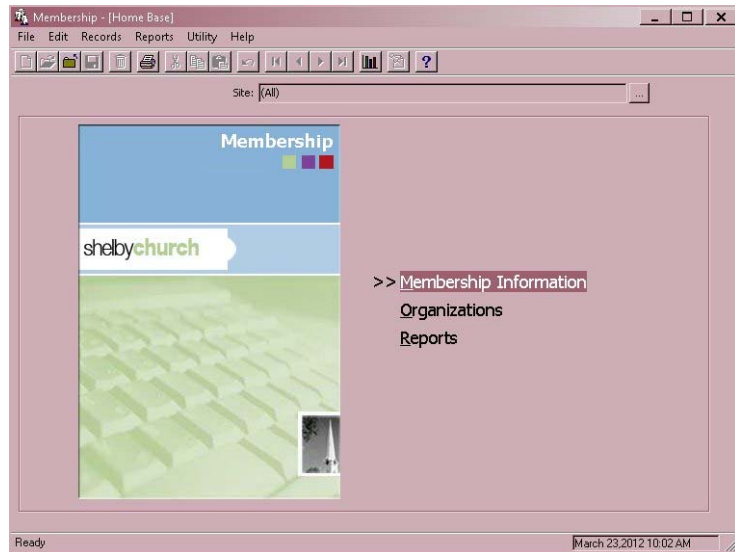 Membership - [Home Base]
File Edit Records Reports Utility Help
?
Site: (All) ...
Membership
shelbychurch
>> Membership Information
Organizations
Reports
Ready March 23,2012 10:02 AM